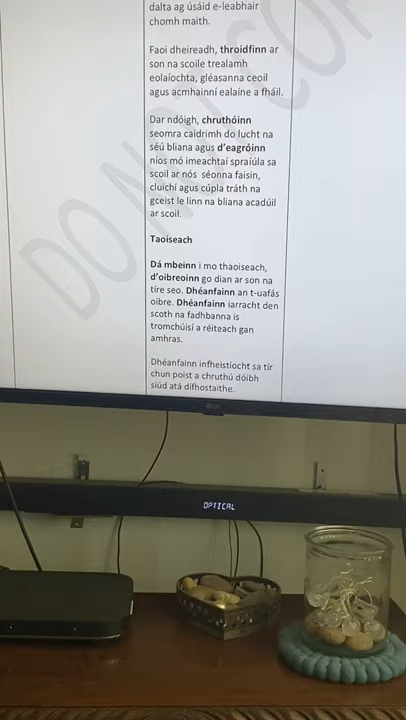 dalta ag úsáid e-leabhair
chomh maith.
Faoi dheireadh, throidfinn ar
son na scoile trealamh
eolaíochta, gléasanna ceoil
agus acmhainní ealaíne a fháil.
Dar ndóigh, chruthóinn
seomra caidrimh do lucht na
séú bliana agus d'eagróinn
níos mó imeachtaí spraíúla sa
scoil ar nós séonna faisin,
cluichí agus cúpla tráth na
gceist le linn na bliana acadúil
ar scoil.
Taoiseach
Dá mbeinn i mo thaoiseach,
d'oibreoinn go dian ar son na
tíre seo. Dhéanfainn an t-uafás
oibre. Dhéanfainn iarracht den
scoth na fadhbanna is
tromchúisí a réiteach gan
amhras.
Dhéanfainn infheistíocht sa tír
chun poist a chruthú dóibh
siúd atá dífhostaithe.
DO NOT COP
LG
OPTICAL